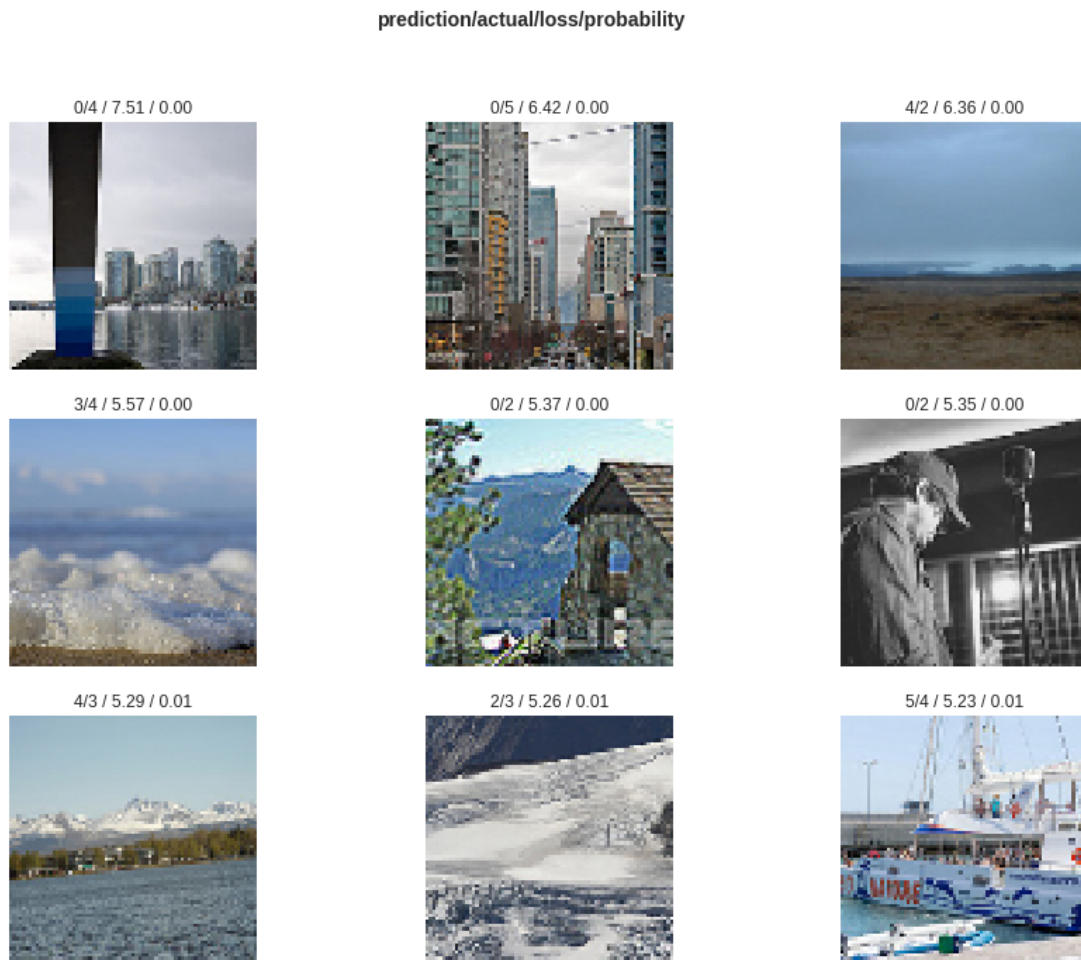 prediction/actual/loss/probability
0/4 / 7.51 / 0.00
0/5 / 6.42 / 0.00
4/2 / 6.36 / 0.00
3/4 / 5.57 / 0.00
0/2 / 5.37 / 0.00
0/2 / 5.35 / 0.00
4/3 / 5.29 / 0.01
2/3 / 5.26 / 0.01
5/4 / 5.23 / 0.01